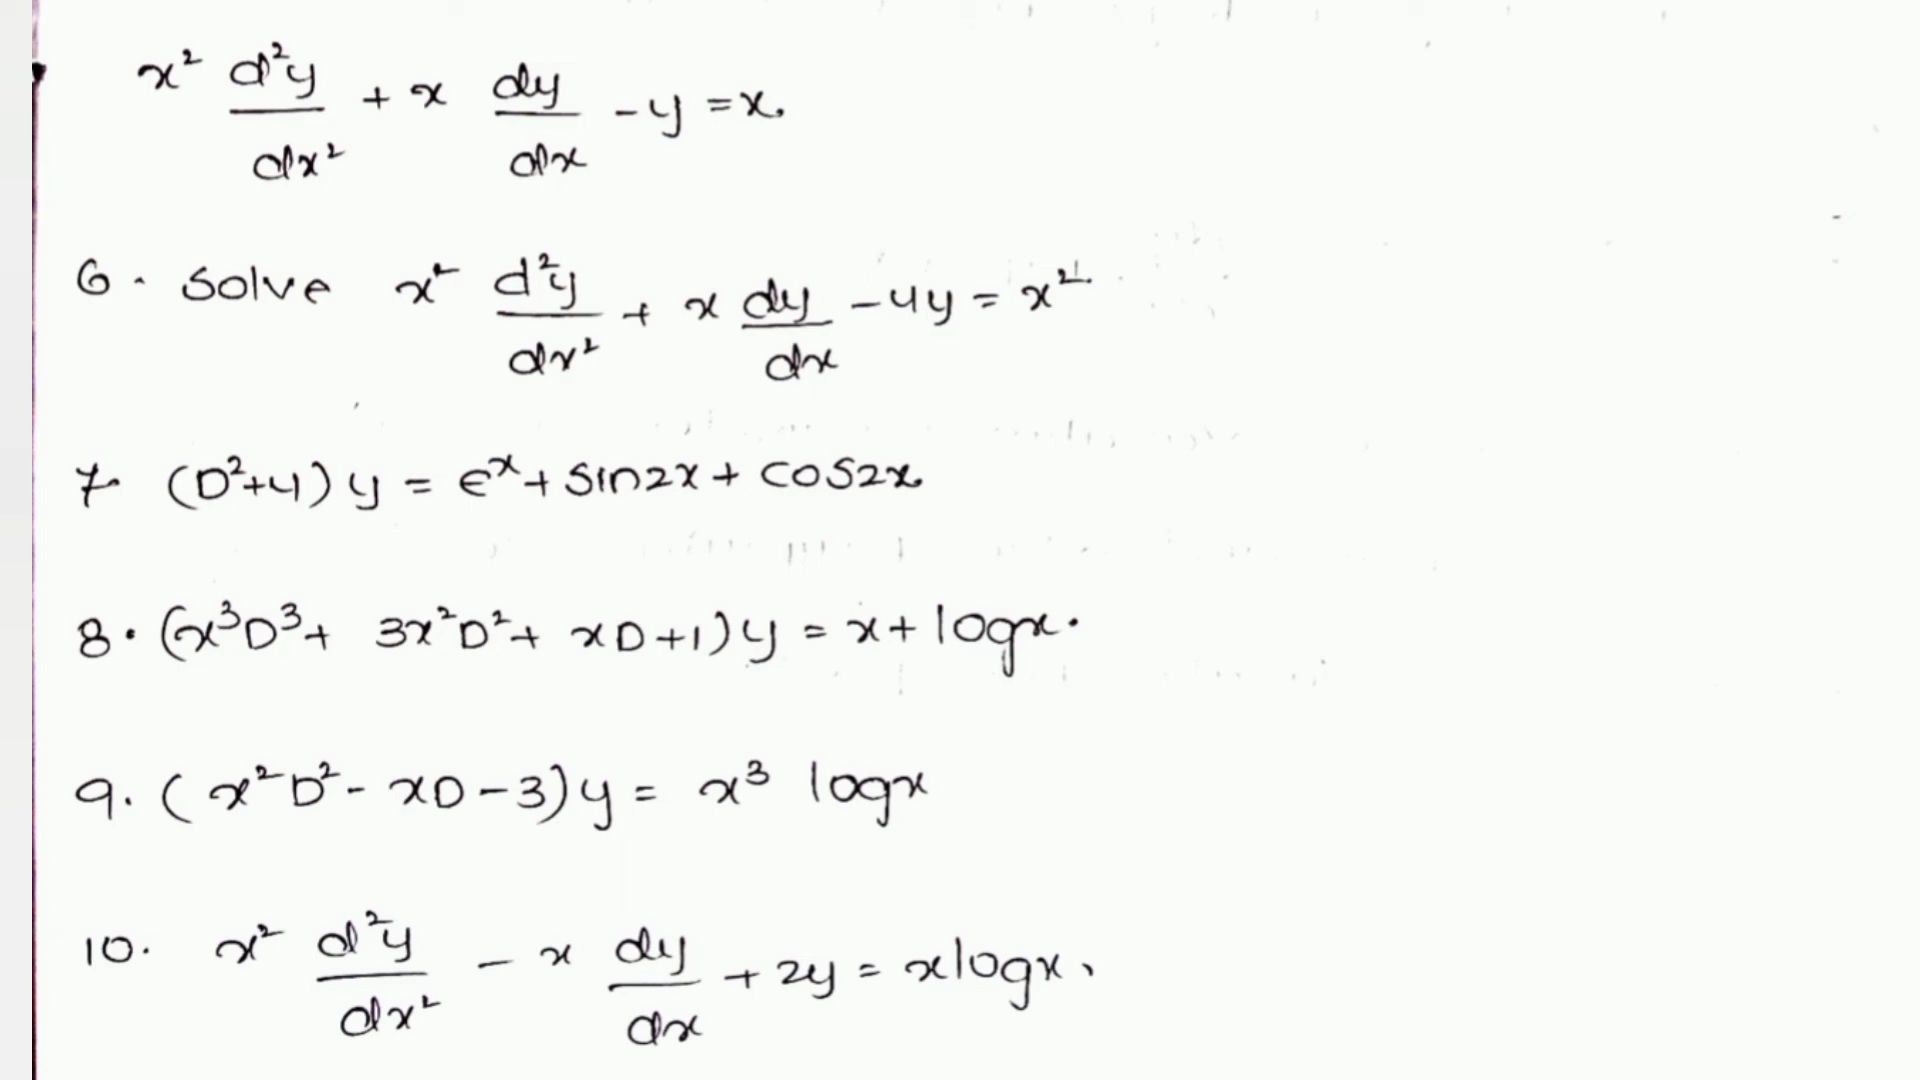 x² d²y/dx² + x dy/dx - y = x.
6. Solve x² d²y/dx² + x dy/dx - 4y = x².
7. (D²+4) y = e^x + sin2x + cos2x.
8. (x³D³ + 3x²D² + xD+1) y = x + logx.
9. (x²D² - xD - 3) y = x³ logx
10. x² d²y/dx² - x dy/dx + 2y = xlogx,